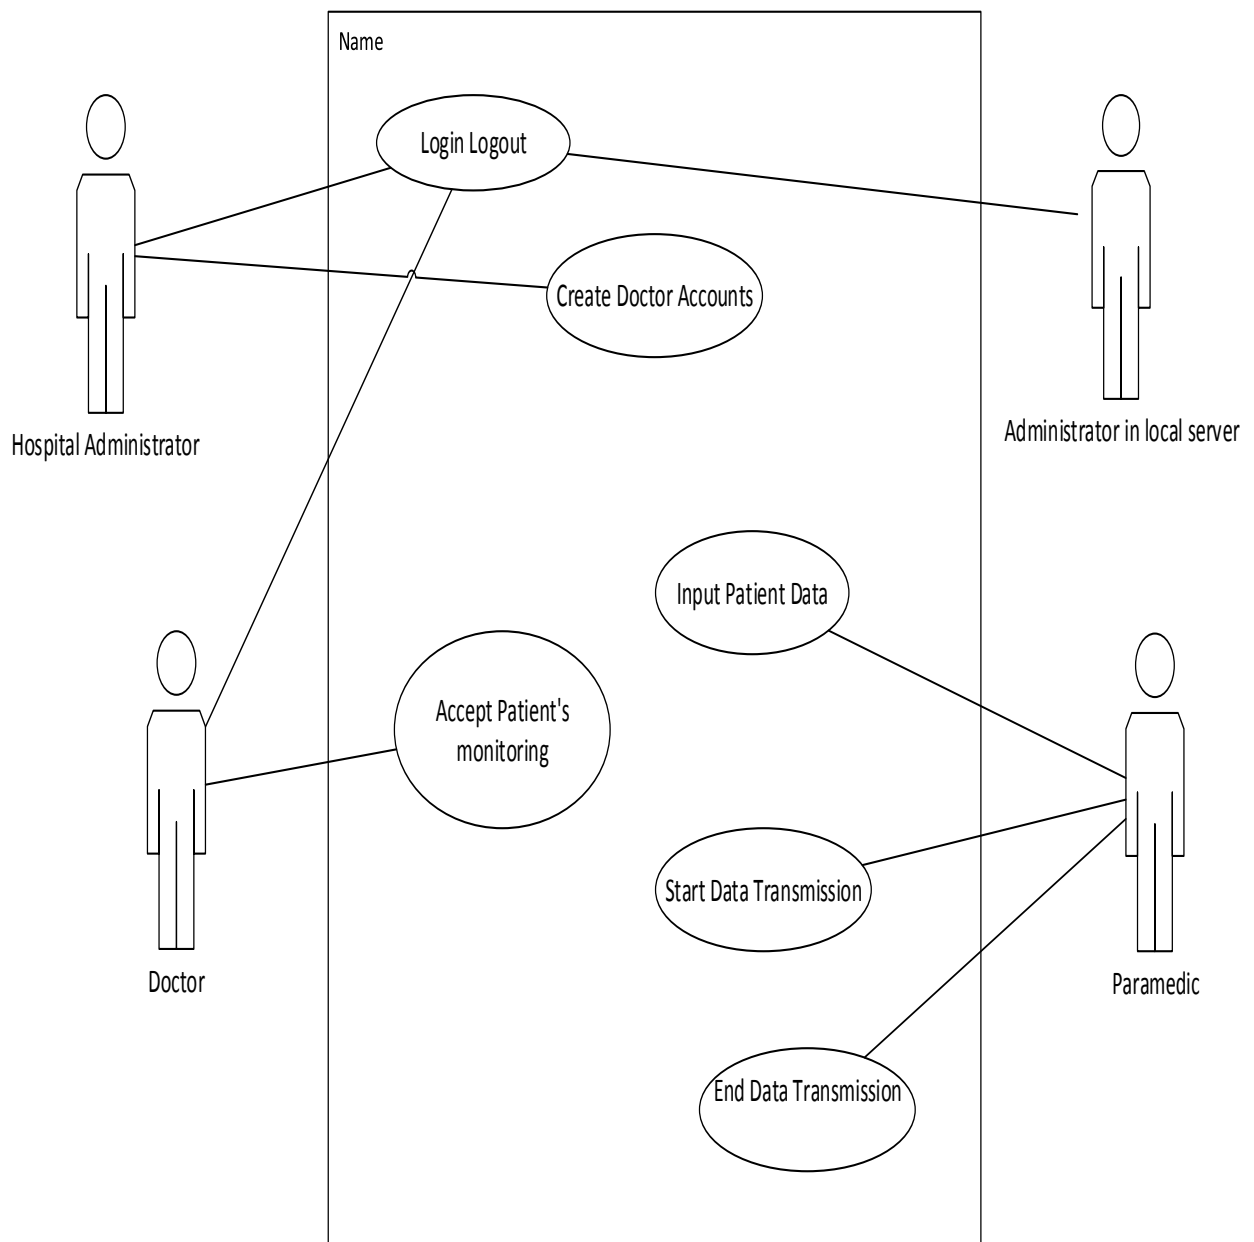 Name
Login Logout
Create Doctor Accounts
Hospital Administrator
Administrator in local server
Input Patient Data
Accept Patient's
monitoring
Start Data Transmission
Doctor
Paramedic
End Data Transmission